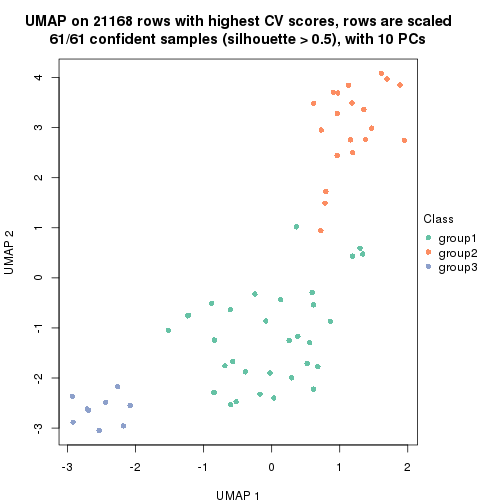 UMAP on 21168 rows with highest CV scores, rows are scaled
61/61 confident samples (silhouette > 0.5), with 10 PCs
4
3
2
1
0
-1
-2
-3
UMAP 2
-3
-2
-1
0
1
2
UMAP 1
Class
group1
group2
group3